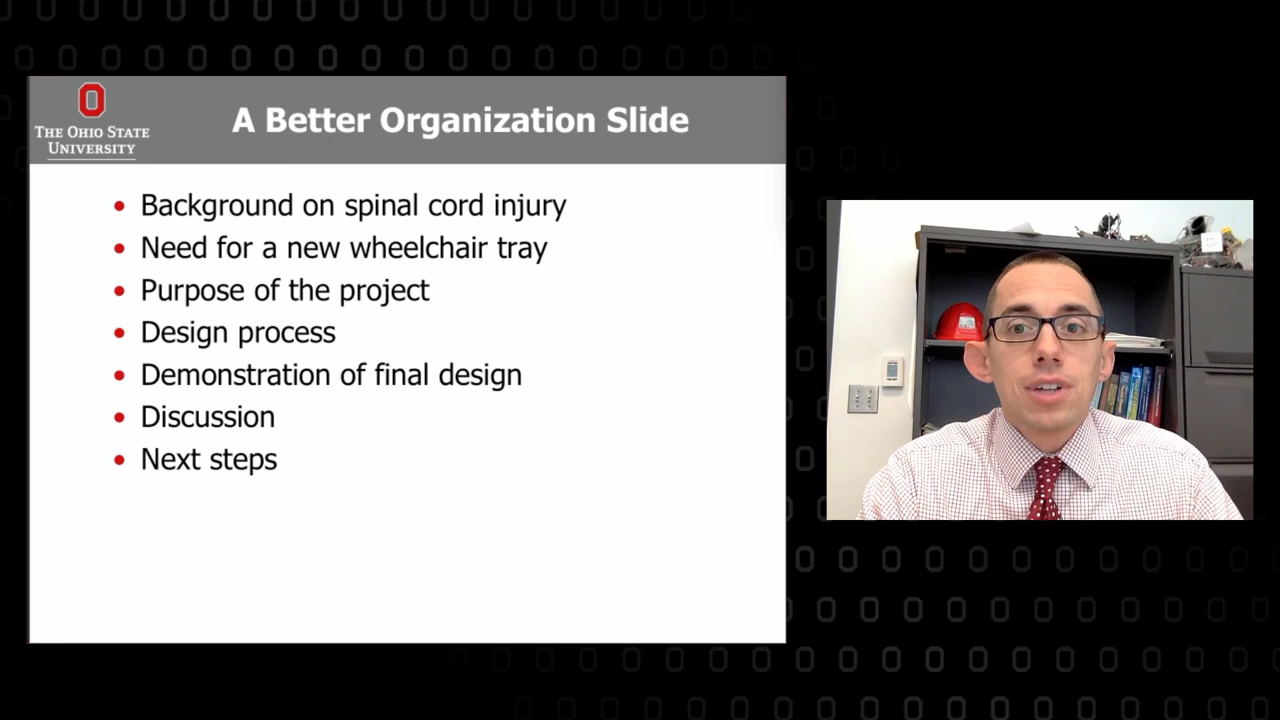 THE OHIO STATE
UNIVERSITY
A Better Organization Slide
Background on spinal cord injury
Need for a new wheelchair tray
Purpose of the project
Design process
Demonstration of final design
Discussion
Next steps